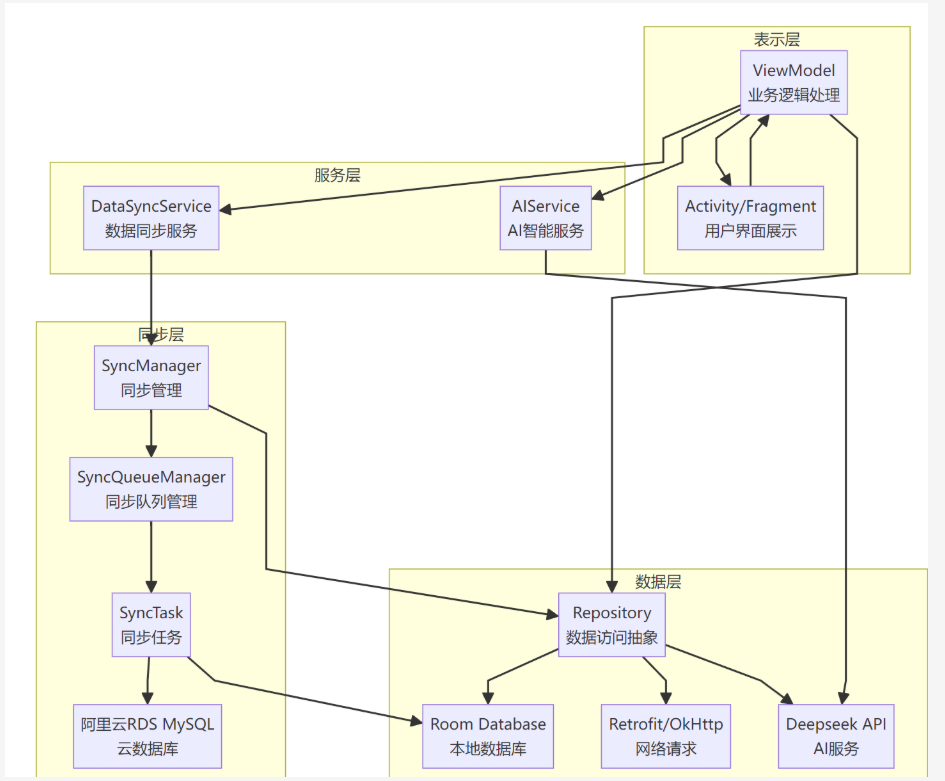 表示层
ViewModel
业务逻辑处理
服务层
DataSyncService
数据同步服务
AIService
AI智能服务
Activity/Fragment
用户界面展示
同步层
SyncManager
同步管理
SyncQueueManager
同步队列管理
数据层
SyncTask
同步任务
Repository
数据访问抽象
阿里云RDS MySQL
云数据库
Room Database
本地数据库
Retrofit/OkHttp
网络请求
Deepseek API
AI服务